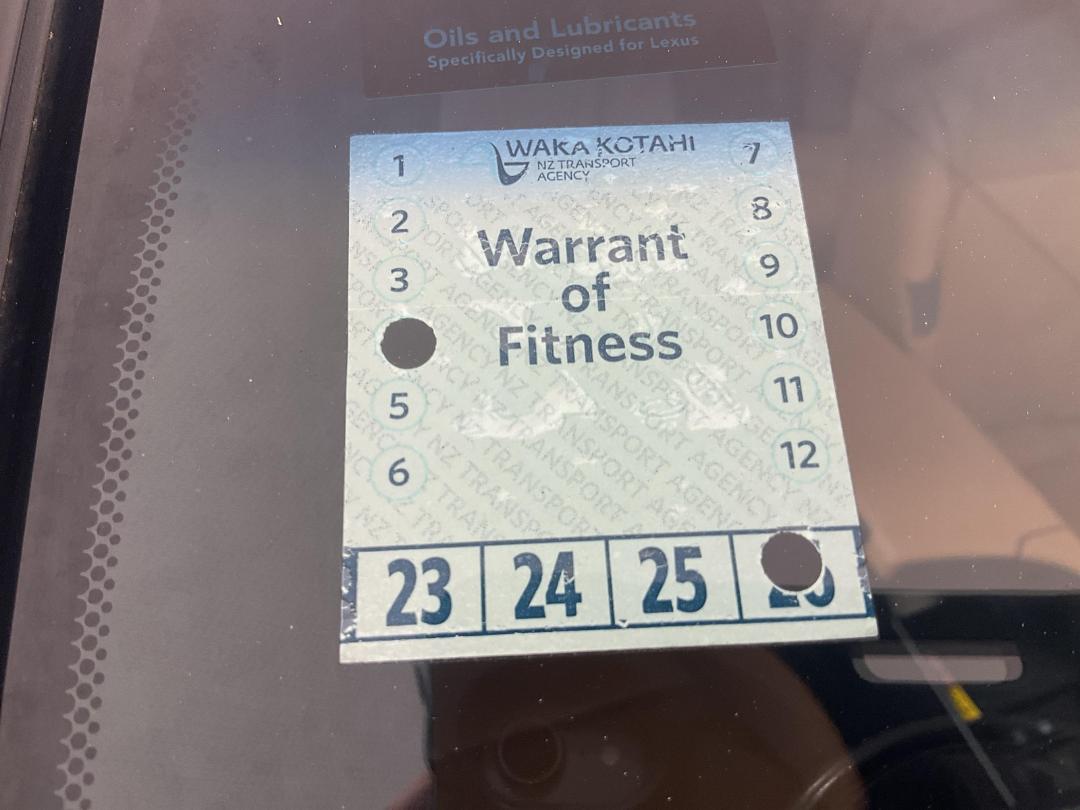 Oils and Lubricants
Specifically Designed for Lexus
WAKA KOTAHI
NZ TRANSPORT
AGENCY
Warrant
of
Fitness
1
2
3
5
6
7
8
9
10
11
12
23 24 25